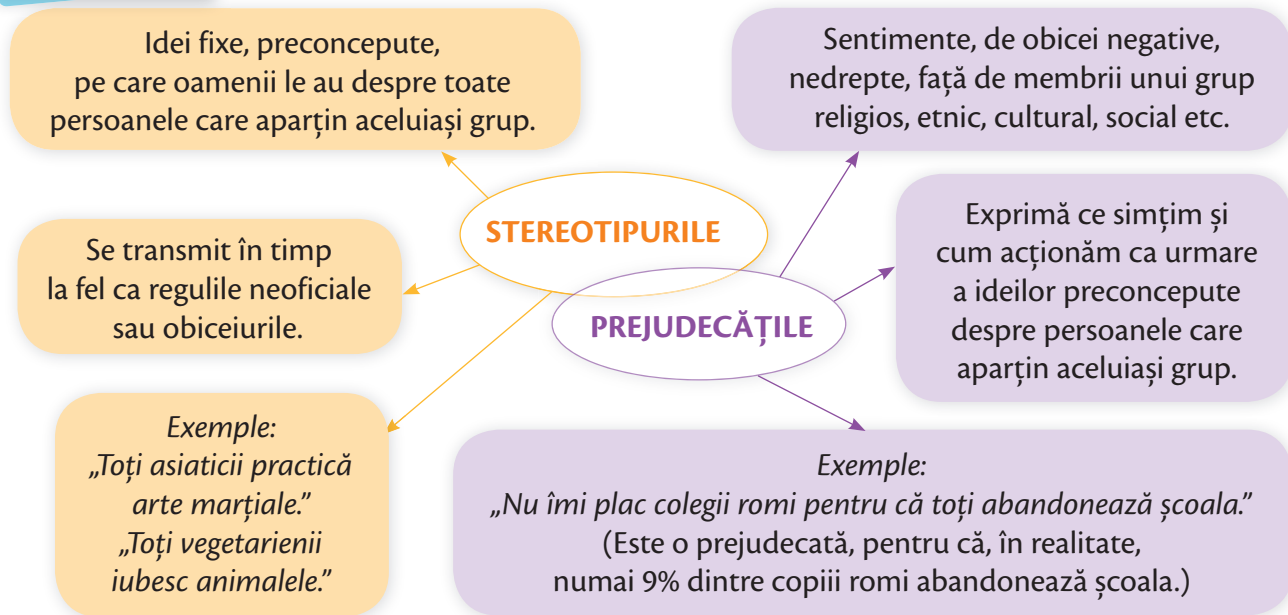 Idei fixe, preconcepute,
pe care oamenii le au despre toate
persoanele care aparțin aceluiași grup.
Sentimente, de obicei negative,
nedrepte, față de membrii unui grup
religios, etnic, cultural, social etc.
STEREOTIPURILE
Se transmit în timp
la fel ca regulile neoficiale
sau obiceiurile.
PREJUDECĂȚILE
Exprimă ce simțim și
cum acționăm ca urmare
a ideilor preconcepute
despre persoanele care
aparțin aceluiași grup.
Exemple:
„Toți asiaticii practică
arte marțiale.”
„Toți vegetarienii
iubesc animalele.”
Exemple:
„Nu îmi plac colegii romi pentru că toți abandonează școala.”
(Este o prejudecată, pentru că, în realitate,
numai 9% dintre copiii romi abandonează școala.)